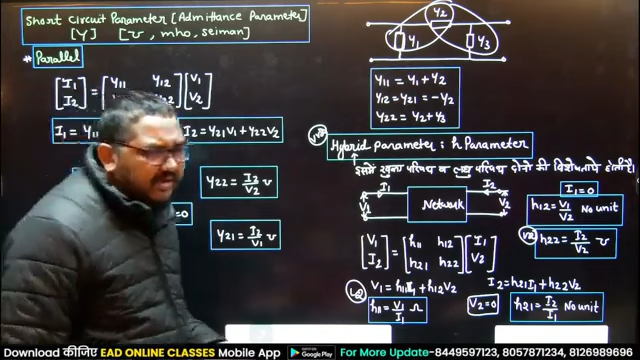 Short Circuit Parameter [Admittance Parameter]
[Y] [℧, mho, seiman]
* Parallel
[I1 I2] = [Y11 Y12 Y22] [V1 V2]
I1 = Y11
I2 = Y21V1 + Y22V2
Y22 = I2/V2 ℧
= 0
Y21 = I2/V1 ℧
Y2
Y1
Y3
Y11 = Y1 + Y2
Y12 = Y21 = -Y2
Y22 = Y2 + Y3
Hybrid parameter : h Parameter
इसमें खुला परिपथ व लघु परिपथ दोनो की विशेषताये होती है।
I1 I2
V1 Network V2
I1 = 0
h12 = V1/V2 No unit
h22 = I2/V2 ℧
[V1 I2] = [h11 h12 h21 h22] [I1 V2]
V1 = h11I1 + h12V2
I2 = h21I1 + h22V2
h11 = V1/I1 Ω
V2=0
h21 = I2/I1 No unit
Download कीजिए EAD ONLINE CLASSES Mobile App
GET IT ON Google Play
For More Update-8449597123, 8057871234, 8126989696